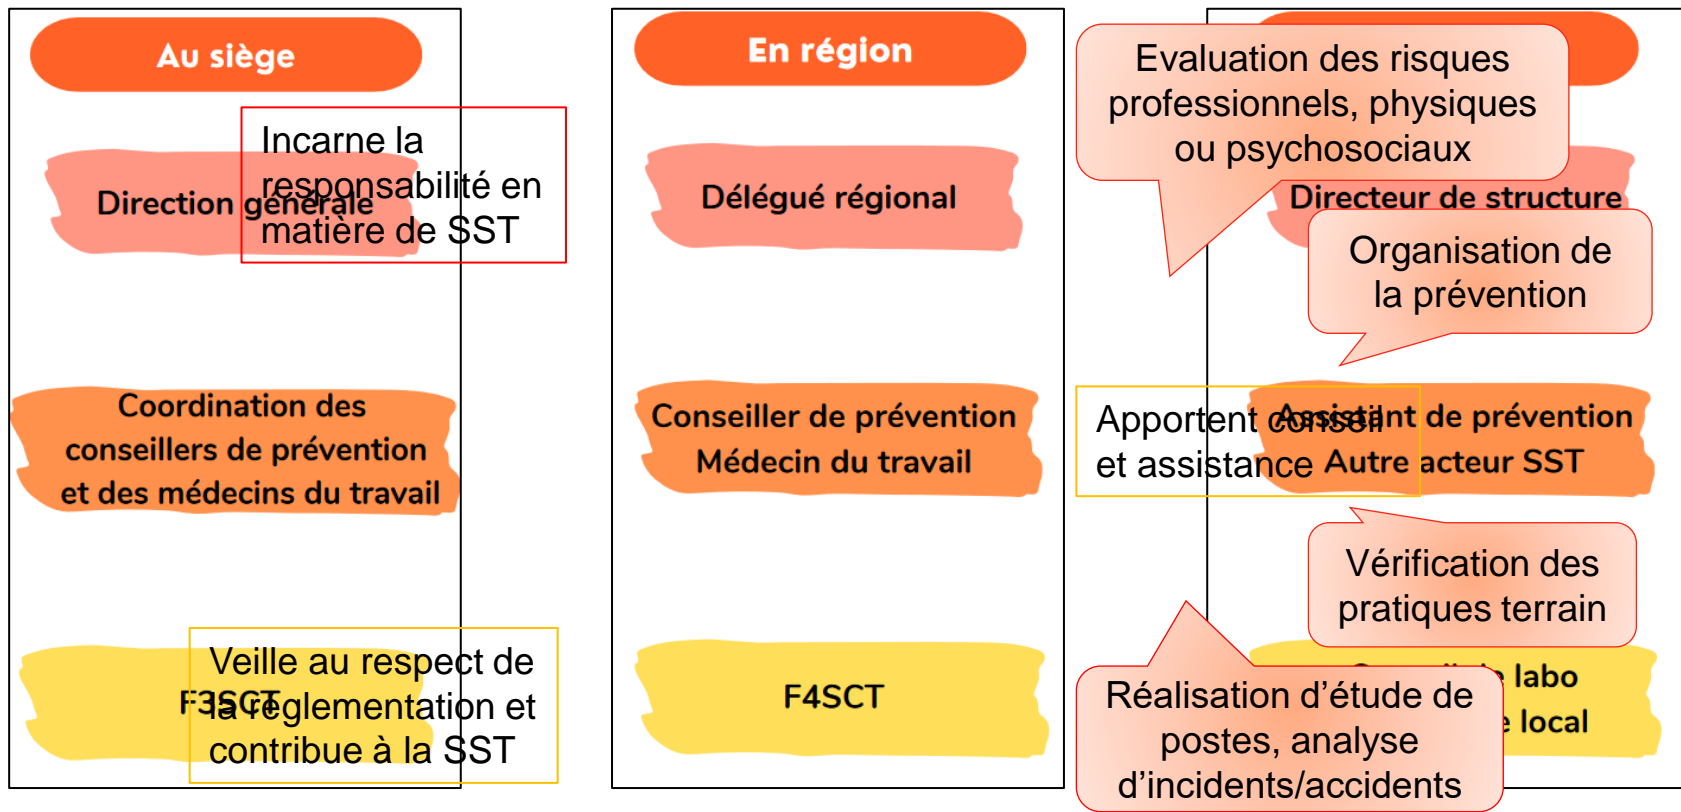 Au siège
Incarne la
responsabilité en
matière de SST
Direction générale
Coordination des
conseillers de prévention
et des médecins du travail
Veille au respect de
la réglementation et
contribue à la SST
F3SCT
En région
Délégué régional
Conseiller de prévention
Médecin du travail
F4SCT
Evaluation des risques
professionnels, physiques
ou psychosociaux
Directeur de structure
Organisation de
la prévention
Apportent conseil
et assistance
Assistant de prévention
Autre acteur SST
Vérification des
pratiques terrain
labo
local
Réalisation d’étude de
postes, analyse
d’incidents/accidents